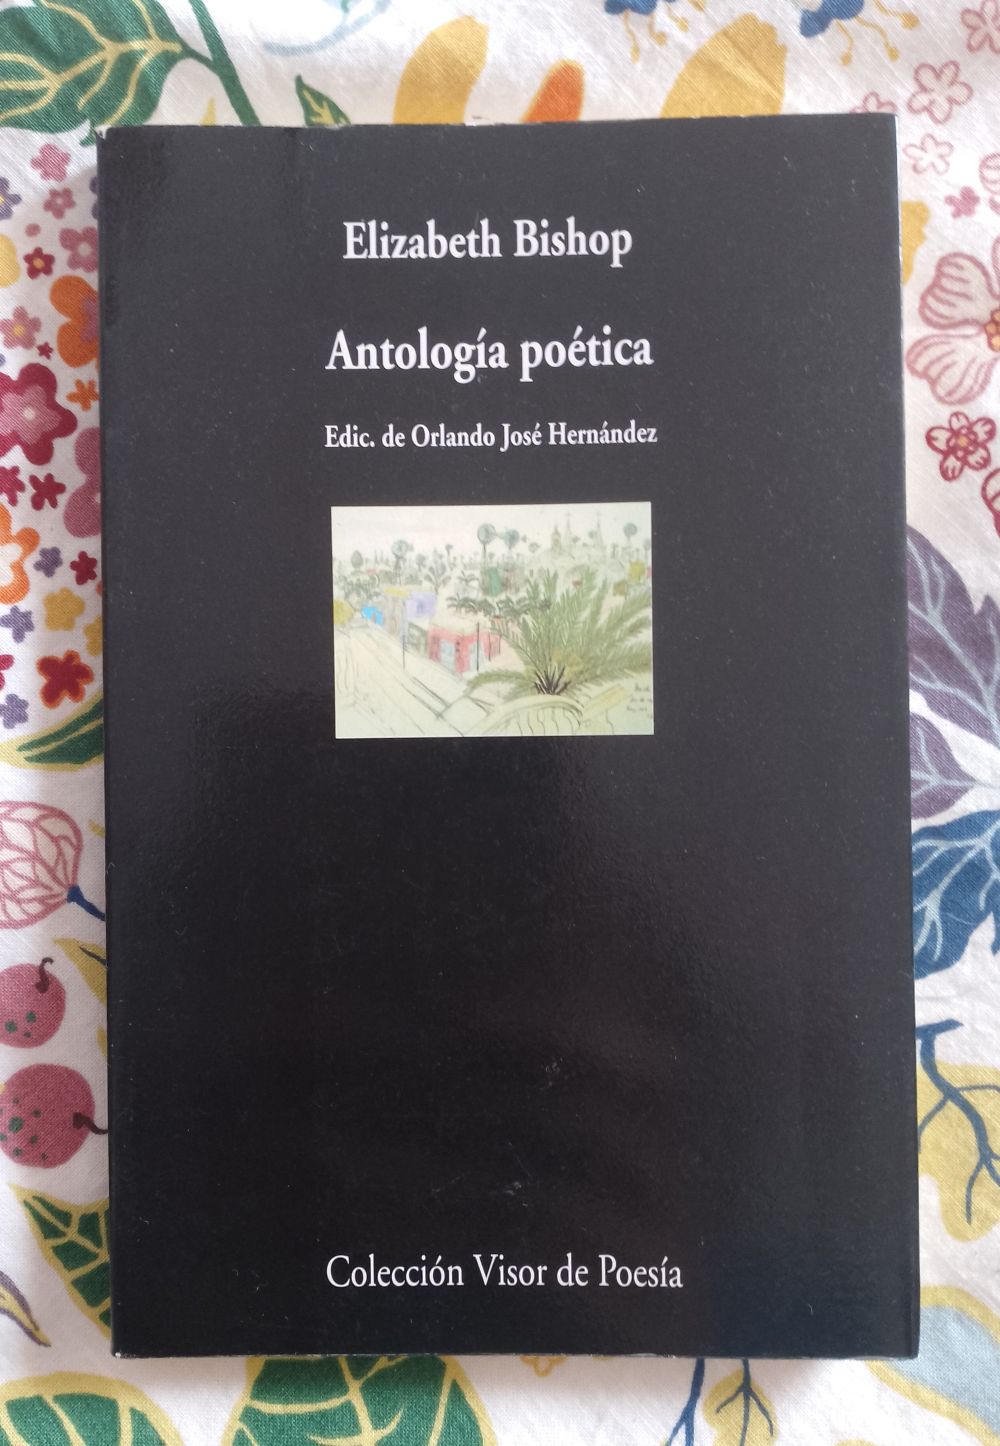 Elizabeth Bishop
Antología poética
Edic. de Orlando José Hernández
Colección Visor de Poesía